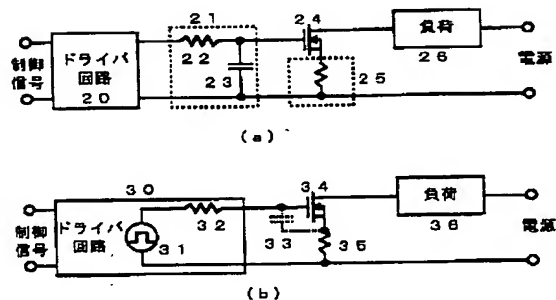 21
24
負荷
26
制御
信号
ドライバ
回路
20
22
23
25
電源
(a)
30
34
負荷
36
制御
信号
ドライバ
回路
31
32
33
35
電源
(b)